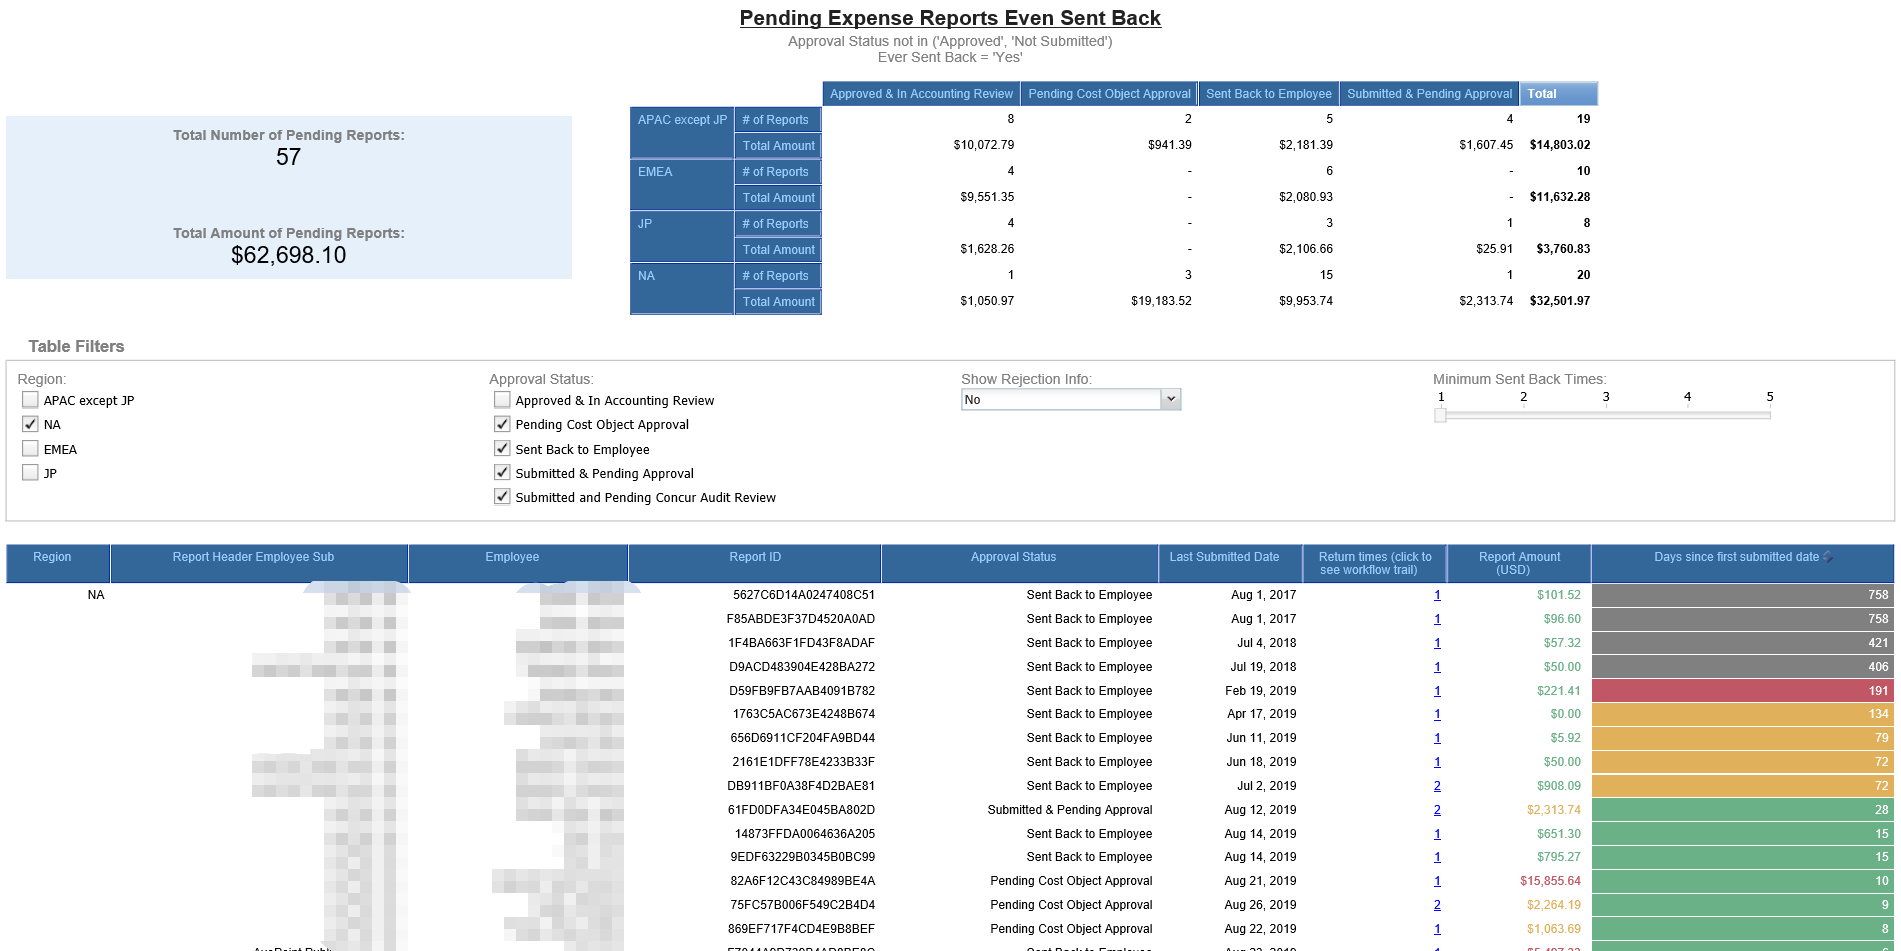 Pending Expense Reports Even Sent Back
Approval Status not in ('Approved', 'Not Submitted')
Ever Sent Back = 'Yes'
Total Number of Pending Reports:
57
Total Amount of Pending Reports:
$62,698.10
Approved & In Accounting Review Pending Cost Object Approval Sent Back to Employee Submitted & Pending Approval Total
APAC except JP # of Reports 8 2 5 4 19
Total Amount $10,072.79 $941.39 $2,181.39 $1,607.45 $14,803.02
EMEA # of Reports 4 - 6 - 10
Total Amount $9,551.35 - $2,080.93 - $11,632.28
JP # of Reports 4 - 3 1 8
Total Amount $1,628.26 - $2,106.66 $25.91 $3,760.83
NA # of Reports 1 3 15 1 20
Total Amount $1,050.97 $19,183.52 $9,953.74 $2,313.74 $32,501.97
Table Filters
Region:
APAC except JP
NA
EMEA
JP
Approval Status:
Approved & In Accounting Review
Pending Cost Object Approval
Sent Back to Employee
Submitted & Pending Approval
Submitted and Pending Concur Audit Review
Show Rejection Info:
No
Minimum Sent Back Times:
1 2 3 4 5
Region Report Header Employee Sub Employee Report ID Approval Status Last Submitted Date Return times (click to see workflow trail) Report Amount (USD) Days since first submitted date
NA 5627C6D14A0247408C51 Sent Back to Employee Aug 1, 2017 1 $101.52 758
F85ABDE3F37D4520A0AD Sent Back to Employee Aug 1, 2017 1 $96.60 758
1F4BA663F1FD43F8ADAF Sent Back to Employee Jul 4, 2018 1 $57.32 421
D9ACD483904E428BA272 Sent Back to Employee Jul 19, 2018 1 $50.00 406
D59FB9FB7AAB4091B782 Sent Back to Employee Feb 19, 2019 1 $221.41 191
1763C5AC673E4248B674 Sent Back to Employee Apr 17, 2019 1 $0.00 134
656D6911CF204FA9BD44 Sent Back to Employee Jun 11, 2019 1 $5.92 79
2161E1DFF78E4233B33F Sent Back to Employee Jun 18, 2019 1 $50.00 72
DB911BF0A38F4D2BAE81 Sent Back to Employee Jul 2, 2019 2 $908.09 72
61FD0DFA34E045BA802D Submitted & Pending Approval Aug 12, 2019 2 $2,313.74 28
14873FFDA0064636A205 Sent Back to Employee Aug 14, 2019 1 $651.30 15
9EDF63229B0345B0BC99 Sent Back to Employee Aug 14, 2019 1 $795.27 15
82A6F12C43C84989BE4A Pending Cost Object Approval Aug 21, 2019 1 $15,855.64 10
75FC57B006F549C2B4D4 Pending Cost Object Approval Aug 26, 2019 2 $2,264.19 9
869EF717F4CD4E9B8BEF Pending Cost Object Approval Aug 22, 2019 1 $1,063.69 8